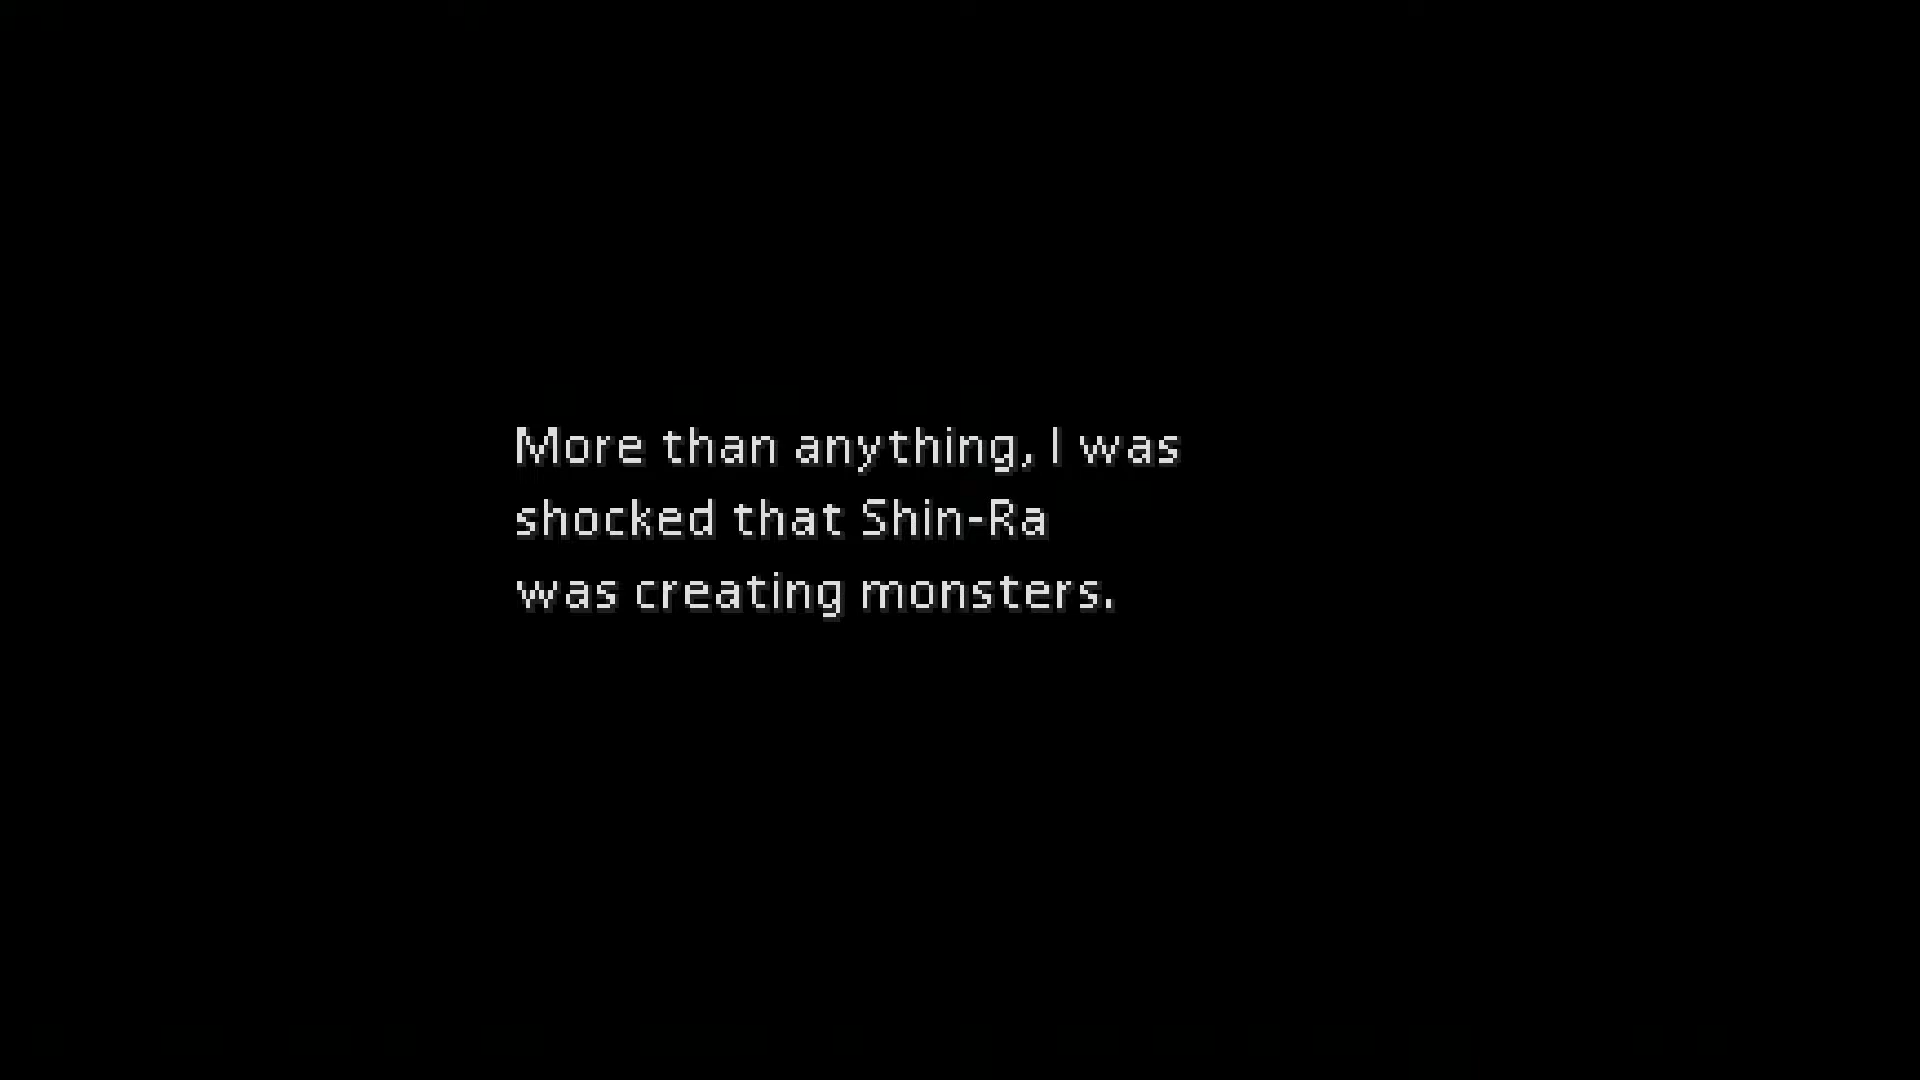 More than anything, I was
shocked that Shin-Ra
was creating monsters.